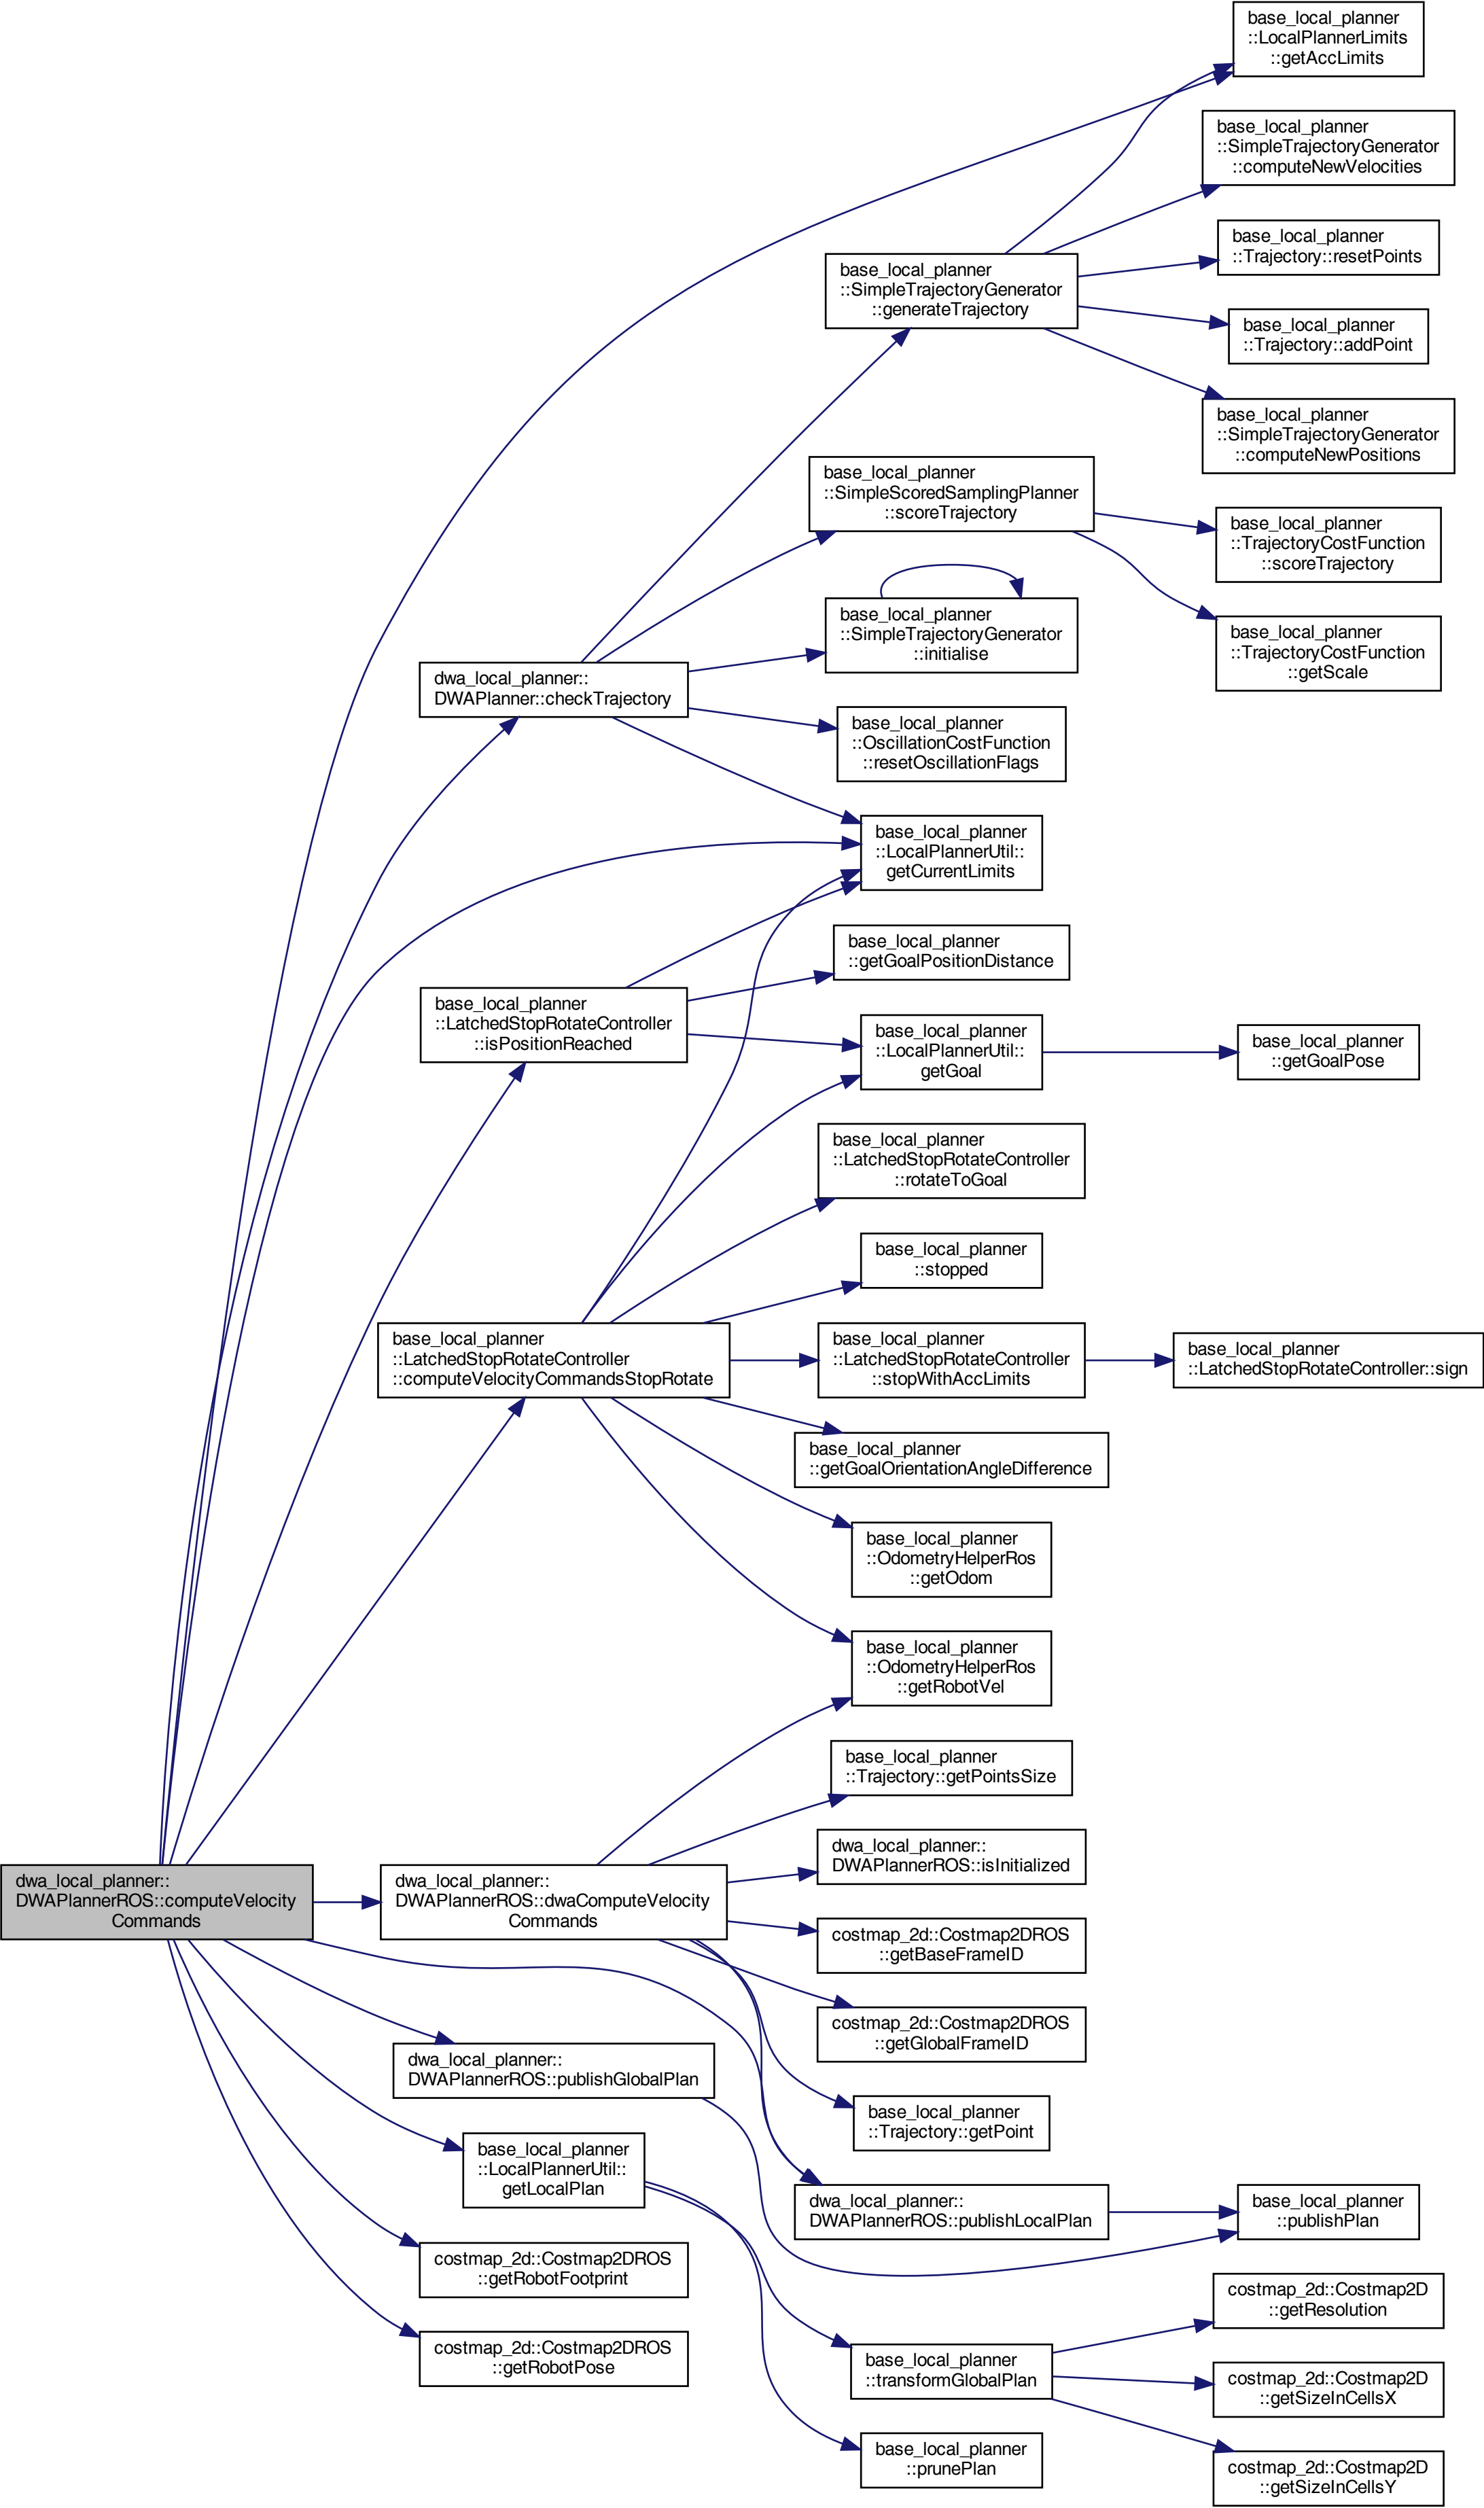 base_local_planner
::LocalPlannerLimits
::getAccLimits
base_local_planner
::SimpleTrajectoryGenerator
::computeNewVelocities
base_local_planner
::Trajectory::resetPoints
base_local_planner
::SimpleTrajectoryGenerator
::generateTrajectory
base_local_planner
::Trajectory::addPoint
base_local_planner
::SimpleTrajectoryGenerator
::computeNewPositions
base_local_planner
::SimpleScoredSamplingPlanner
::scoreTrajectory
base_local_planner
::TrajectoryCostFunction
::scoreTrajectory
base_local_planner
::SimpleTrajectoryGenerator
::initialise
base_local_planner
::TrajectoryCostFunction
::getScale
dwa_local_planner::
DWAPlanner::checkTrajectory
base_local_planner
::OscillationCostFunction
::resetOscillationFlags
base_local_planner
::LocalPlannerUtil::
getCurrentLimits
base_local_planner
::getGoalPositionDistance
base_local_planner
::LatchedStopRotateController
::isPositionReached
base_local_planner
::LocalPlannerUtil::
getGoal
base_local_planner
::getGoalPose
base_local_planner
::LatchedStopRotateController
::rotateToGoal
base_local_planner
::stopped
base_local_planner
::LatchedStopRotateController
::computeVelocityCommandsStopRotate
base_local_planner
::LatchedStopRotateController
::stopWithAccLimits
base_local_planner
::LatchedStopRotateController::sign
base_local_planner
::getGoalOrientationAngleDifference
base_local_planner
::OdometryHelperRos
::getOdom
base_local_planner
::OdometryHelperRos
::getRobotVel
base_local_planner
::Trajectory::getPointsSize
dwa_local_planner::
DWAPlannerROS::isInitialized
dwa_local_planner::
DWAPlannerROS::computeVelocity
Commands
dwa_local_planner::
DWAPlannerROS::dwaComputeVelocity
Commands
costmap_2d::Costmap2DROS
::getBaseFrameID
costmap_2d::Costmap2DROS
::getGlobalFrameID
dwa_local_planner::
DWAPlannerROS::publishGlobalPlan
base_local_planner
::Trajectory::getPoint
base_local_planner
::LocalPlannerUtil::
getLocalPlan
dwa_local_planner::
DWAPlannerROS::publishLocalPlan
base_local_planner
::publishPlan
costmap_2d::Costmap2DROS
::getRobotFootprint
costmap_2d::Costmap2D
::getResolution
costmap_2d::Costmap2DROS
::getRobotPose
base_local_planner
::transformGlobalPlan
costmap_2d::Costmap2D
::getSizeInCellsX
base_local_planner
::prunePlan
costmap_2d::Costmap2D
::getSizeInCellsY